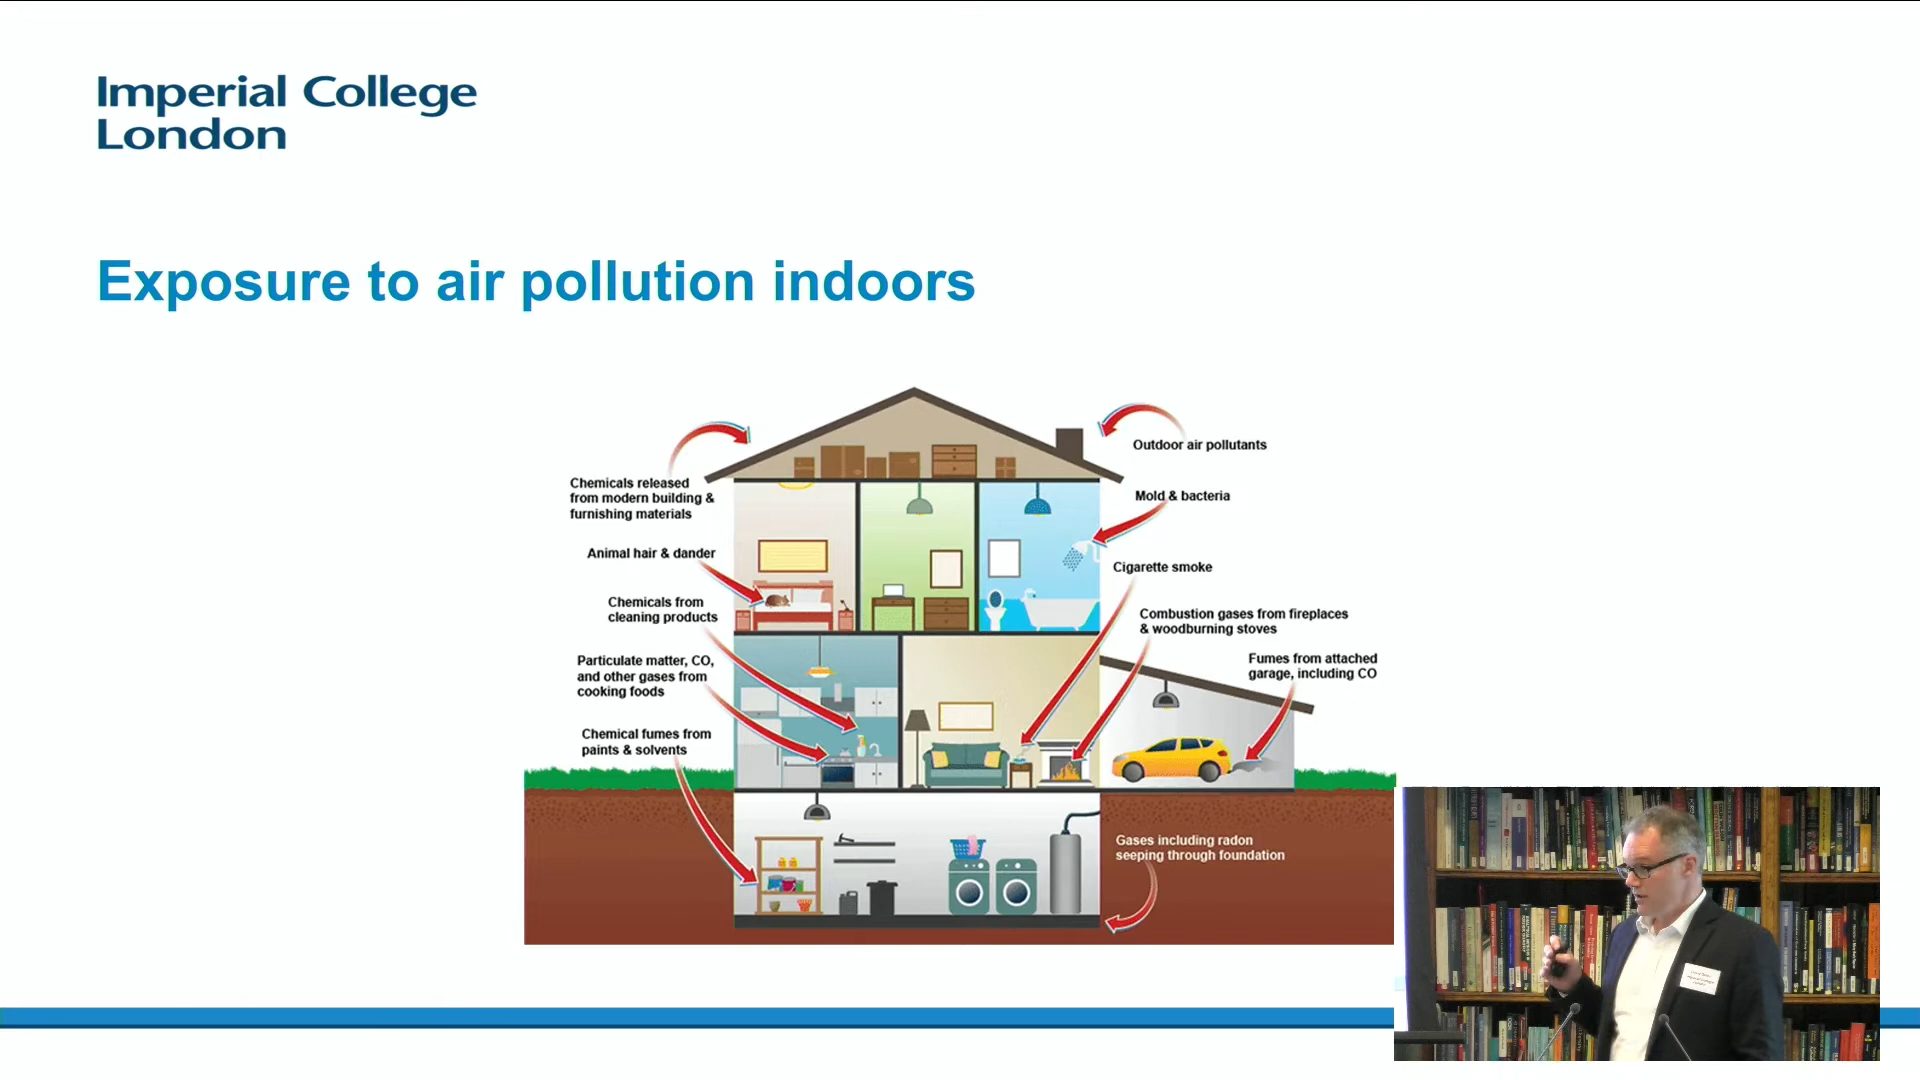 Imperial College
London
Exposure to air pollution indoors
Outdoor air pollutants
Chemicals released
from modern building &
furnishing materials
Mold & bacteria
Animal hair & dander
Cigarette smoke
Chemicals from
cleaning products
Combustion gases from fireplaces
& woodburning stoves
Particulate matter, CO,
and other gases from
cooking foods
Fumes from attached
garage, including CO
Chemical fumes from
paints & solvents
Gases including radon
seeping through foundation